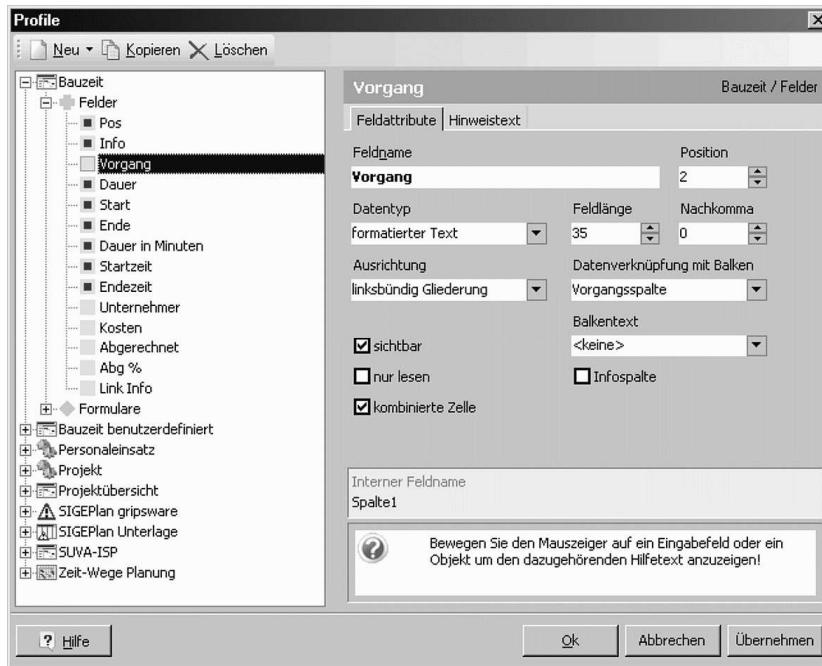 Profile
Neu Kopieren Löschen
Bauzeit
Felder
Pos
Info
Vorgang
Dauer
Start
Ende
Dauer in Minuten
Startzeit
Endezeit
Unternehmer
Kosten
Abgerechnet
Abg %
Link Info
Formulare
Bauzeit benutzerdefiniert
Personaleinsatz
Projekt
Projektübersicht
SIGEPlan gripsware
SIGEPlan Unterlage
SUVA-ISP
Zeit-Wege Planung
Vorgang Bauzeit / Felder
Feldattribute Hinweistext
Feldname Position
Vorgang 2
Datentyp Feldlänge Nachkomma
formatierter Text 35 0
Ausrichtung Datenverknüpfung mit Balken
linksbündig Gliederung Vorgangsspalte
Balkentext
sichtbar <keine>
nur lesen Infospalte
kombinierte Zelle
Interner Feldname
Spalte1
Bewegen Sie den Mauszeiger auf ein Eingabefeld oder ein
Objekt um den dazugehörenden Hilfetext anzuzeigen!
? Hilfe Ok Abbrechen Übernehmen